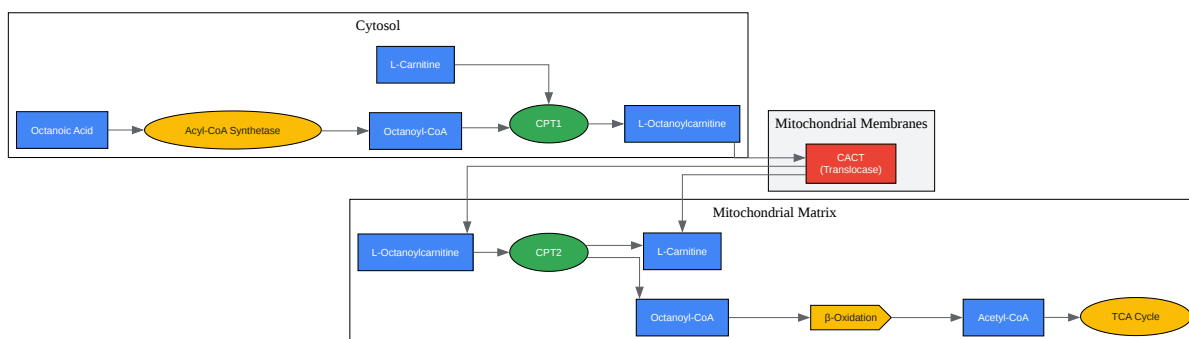 Cytosol
L-Carnitine
Octanoic Acid
Acyl-CoA Synthetase
Octanoyl-CoA
CPT1
L-Octanoylcarnitine
Mitochondrial Membranes
CACT
(Translocase)
Mitochondrial Matrix
L-Octanoylcarnitine
CPT2
L-Carnitine
Octanoyl-CoA
β-Oxidation
Acetyl-CoA
TCA Cycle